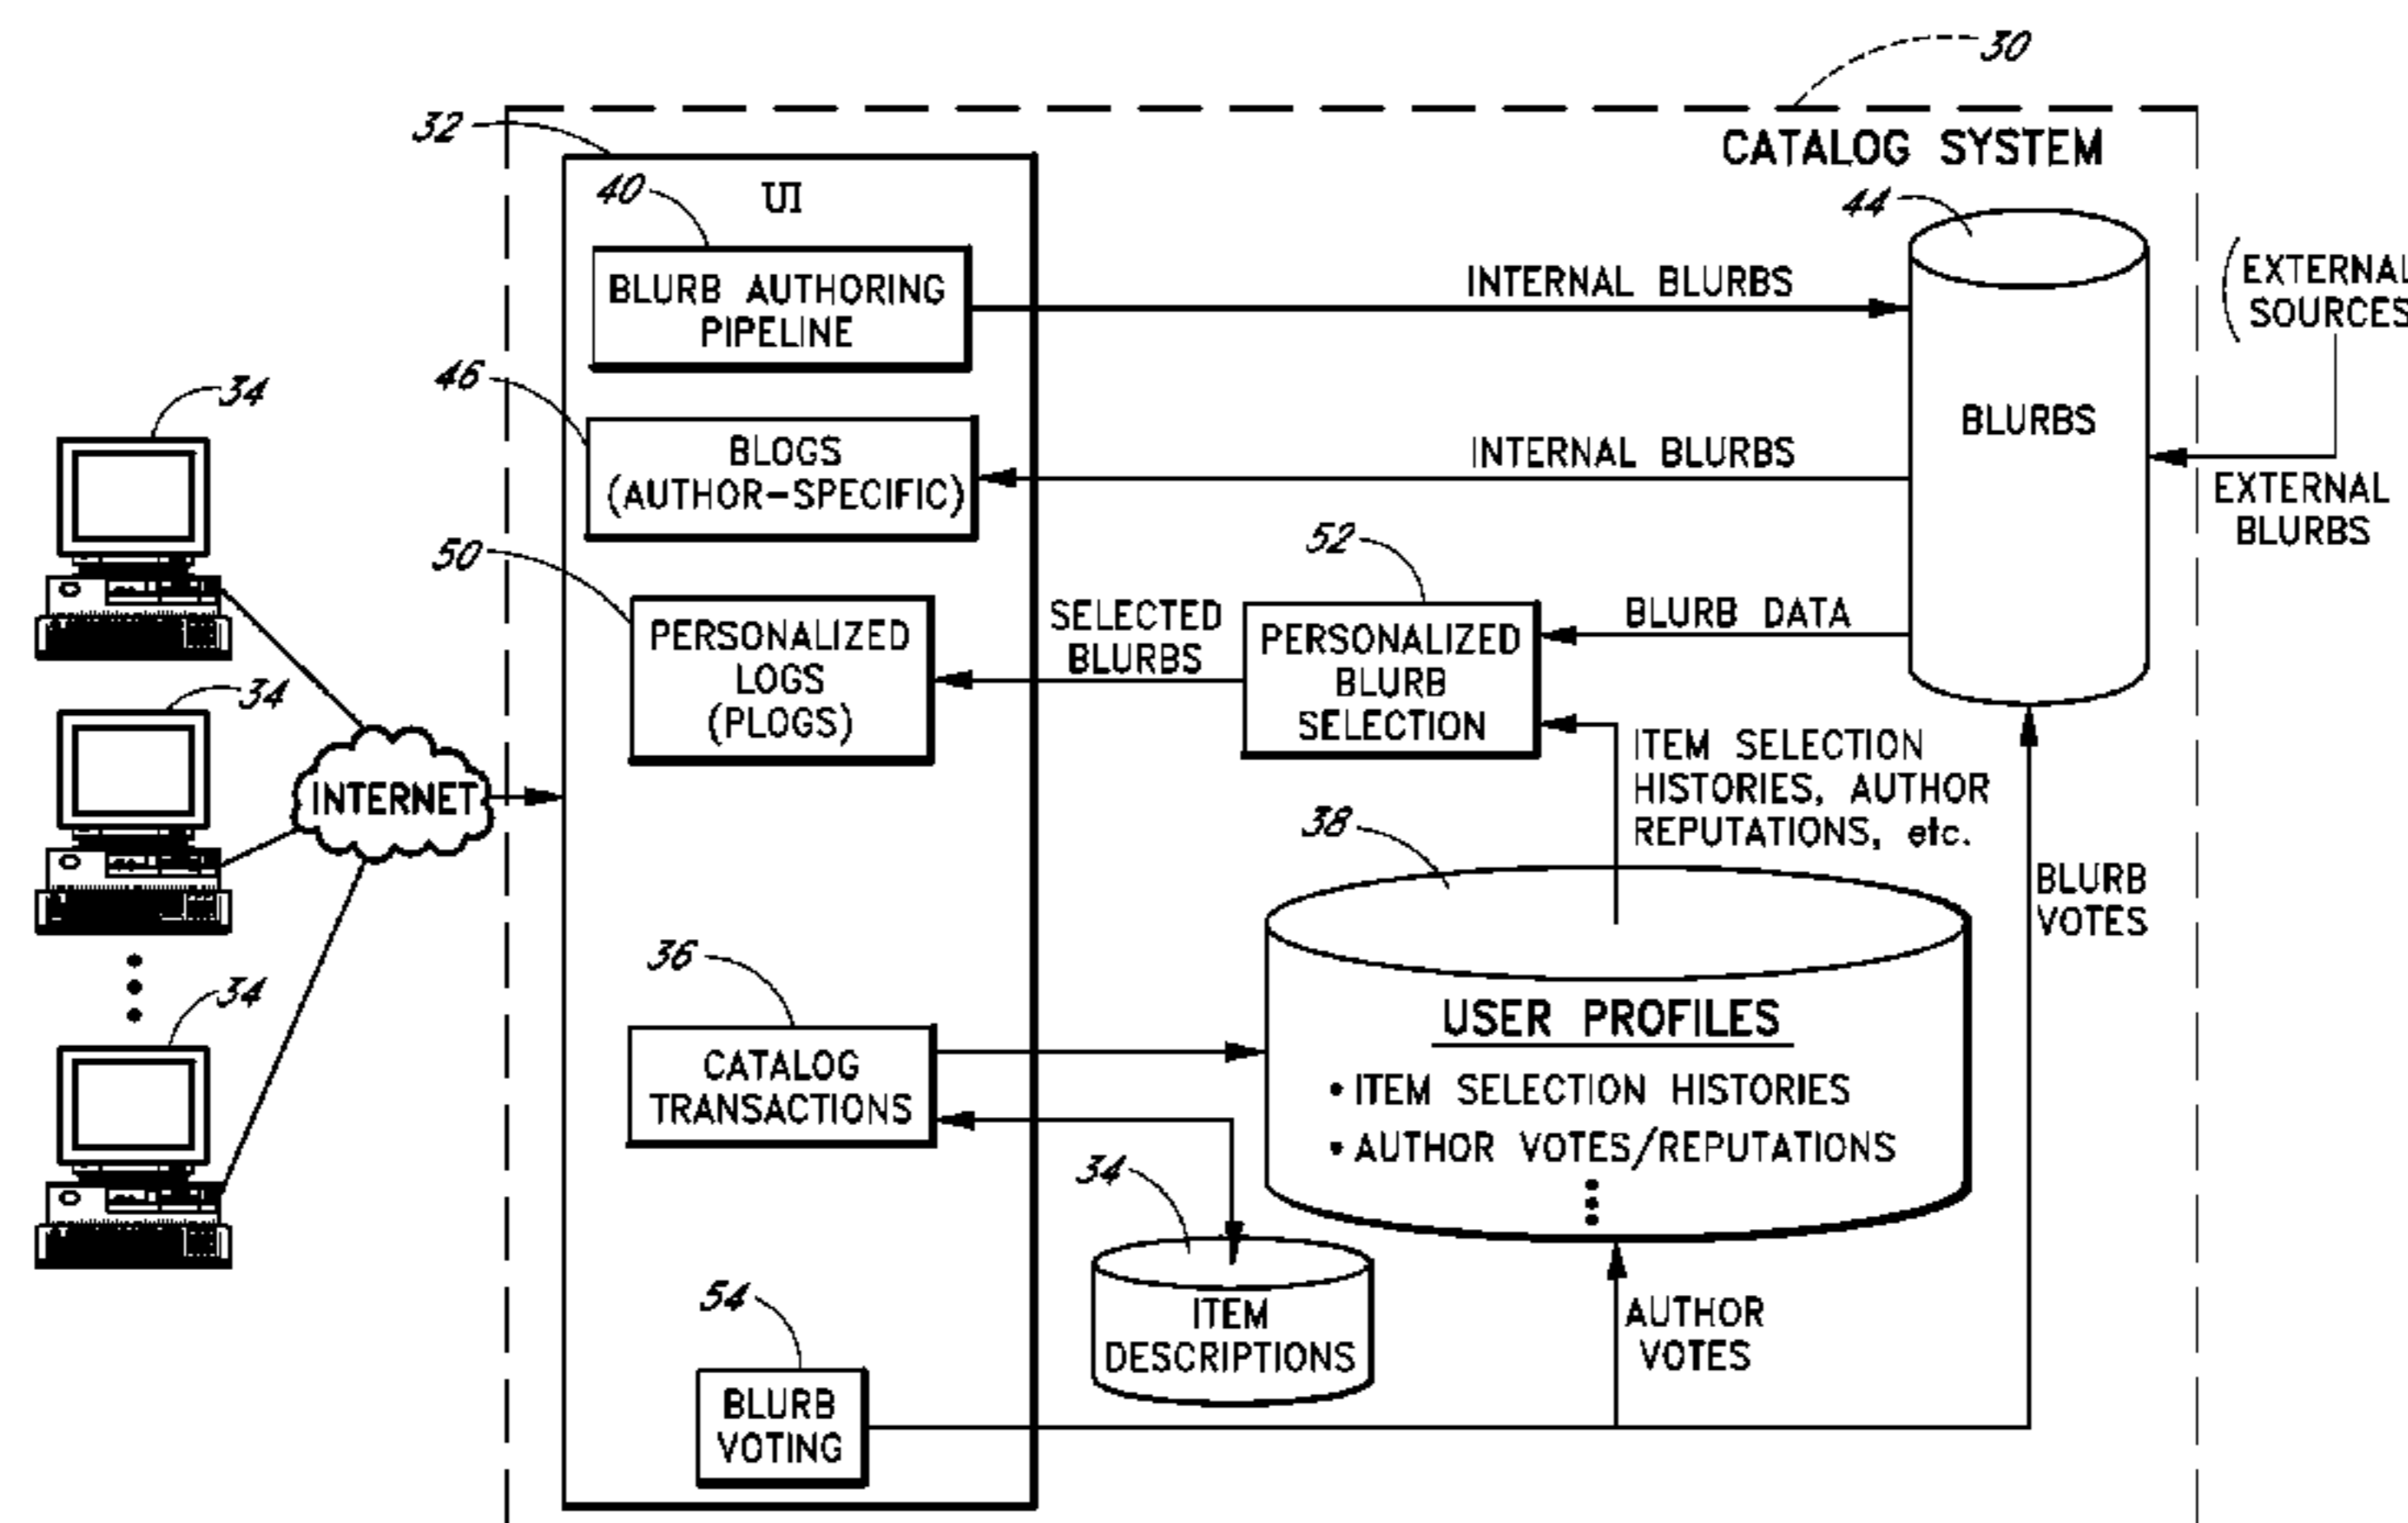 30
CATALOG SYSTEM
32
UI
40
BLURB AUTHORING
PIPELINE
INTERNAL BLURBS
44
BLURBS
(EXTERNAL
SOURCES
EXTERNAL
BLURBS
46
BLOGS
(AUTHOR-SPECIFIC)
INTERNAL BLURBS
34
50
PERSONALIZED
LOGS
(PLOGS)
SELECTED
BLURBS
52
PERSONALIZED
BLURB
SELECTION
BLURB DATA
34
INTERNET
ITEM SELECTION
HISTORIES, AUTHOR
REPUTATIONS, etc.
38
BLURB
VOTES
34
36
CATALOG
TRANSACTIONS
USER PROFILES
• ITEM SELECTION HISTORIES
• AUTHOR VOTES/REPUTATIONS
34
ITEM
DESCRIPTIONS
AUTHOR
VOTES
54
BLURB
VOTING